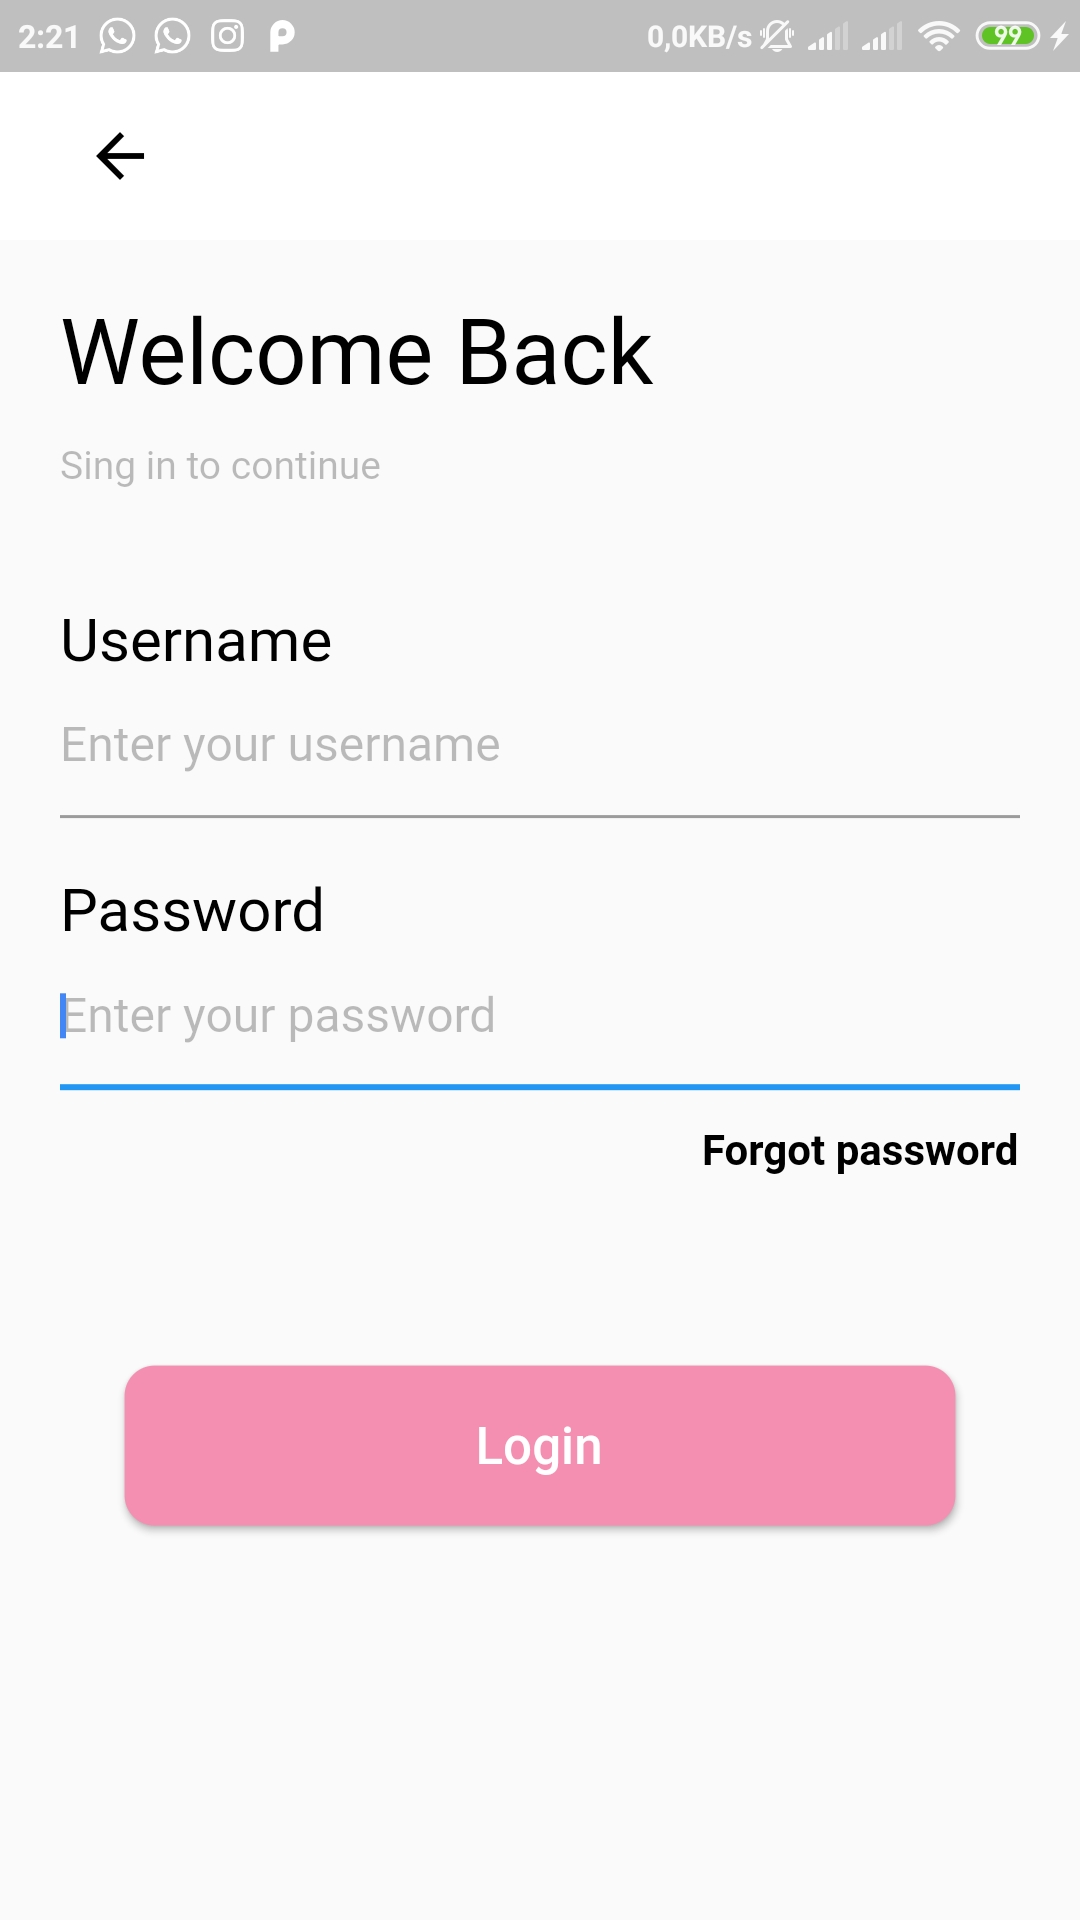 2:21 0,0KB/s 99
Welcome Back
Sing in to continue
Username
Enter your username
Password
Enter your password
Forgot password
Login